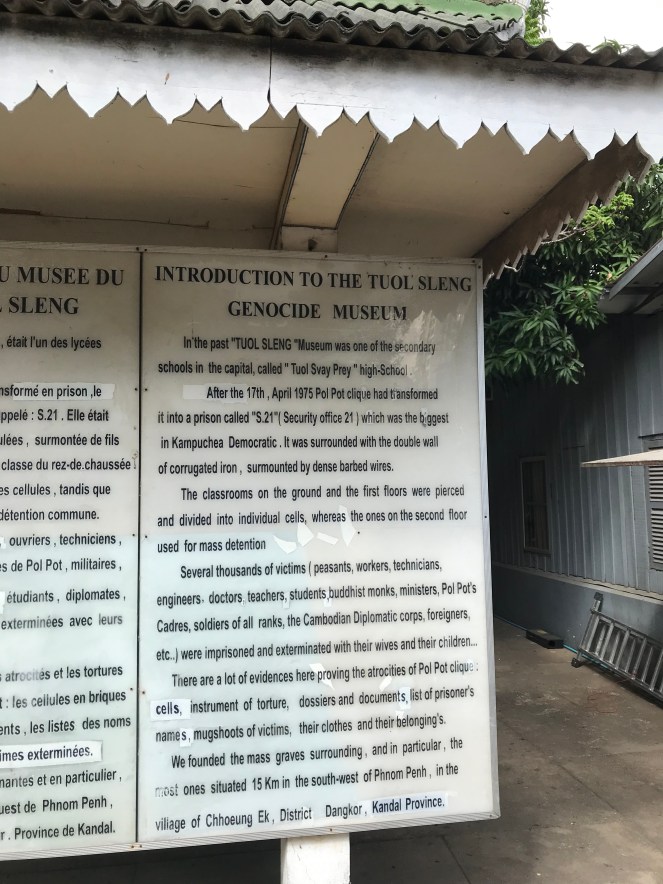 U MUSEE DU
SLENG
, était l'un des lycées
nsformé en prison ,le
ppelé : S.21 . Elle était
ulées , surmontée de fils
classe du rez-de.chaussée
es cellules , tandis que
détention commune.
, ouvriers , techniciens ,
es de Pol Pot , militaires ,
étudiants , diplomates ,
exterminées avec leurs
s atrocités et les tortures
t : les cellules en briques
ents , les listes des noms
imes exterminées.
nantes et en particulier ,
uest de Phnom Penh ,
r . Province de Kandal.
INTRODUCTION TO THE TUOL SLENG
GENOCIDE MUSEUM
In the past "TUOL SLENG "Museum was one of the secondary
schools in the capital, called " Tuol Svay Prey " high-School .
After the 17th , April 1975 Pol Pot clique had transformed
it into a prison called "S.21"( Security office 21 ) which was the biggest
in Kampuchea Democratic . It was surrounded with the double wall
of corrugated iron , surmounted by dense barbed wires.
The classrooms on the ground and the first floors were pierced
and divided into individual cells, whereas the ones on the second floor
used for mass detention
Several thousands of victims ( peasants, workers, technicians,
engineers, doctors, teachers, students,buddhist monks, ministers, Pol Pot's
Cadres, soldiers of all ranks, the Cambodian Diplomatic corps, foreigners,
etc..) were imprisoned and exterminated with their wives and their children...
There are a lot of evidences here proving the atrocities of Pol Pot clique :
cells, instrument of torture, dossiers and documents, list of prisoner's
names, mugshoots of victims, their clothes and their belonging's.
We founded the mass graves surrounding , and in particular , the
most ones situated 15 Km in the south-west of Phnom Penh , in the
village of Chhoeung Ek , District Dangkor, Kandal Province.